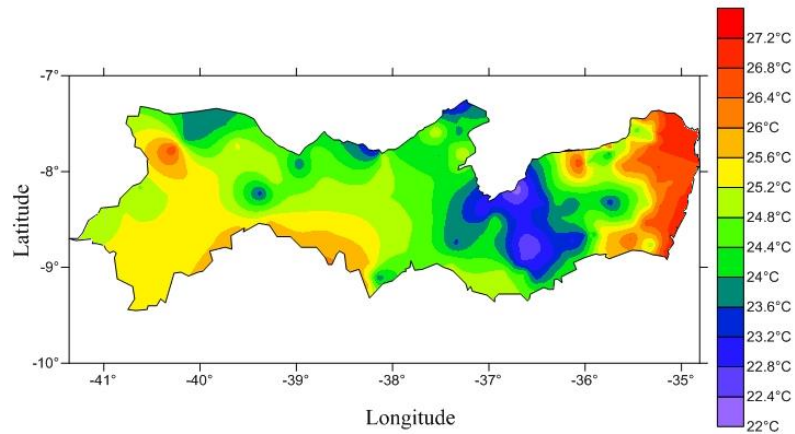 27.2°C
26.8°C
26.4°C
26°C
25.6°C
25.2°C
24.8°C
24.4°C
24°C
23.6°C
23.2°C
22.8°C
22.4°C
22°C
-7°
-8°
-9°
-10°
Latitude
-41°
-40°
-39°
-38°
-37°
-36°
-35°
Longitude